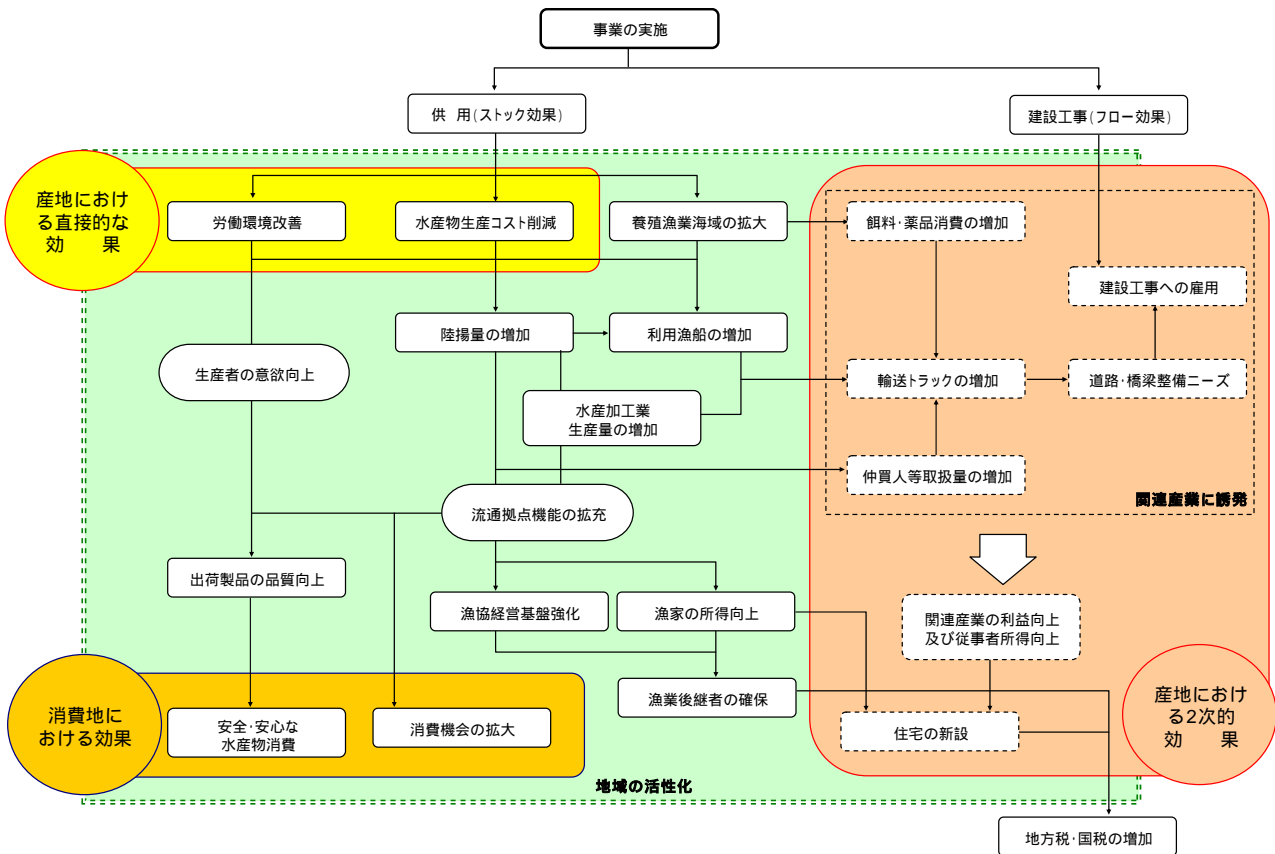 事業の実施
供　用(ストック効果)
建設工事(フロー効果)
産地におけ
る直接的な
効　　果
労働環境改善
水産物生産コスト削減
養殖漁業海域の拡大
餌料･薬品消費の増加
建設工事への雇用
陸揚量の増加
利用漁船の増加
生産者の意欲向上
輸送トラックの増加
道路･橋梁整備ニーズ
水産加工業
生産量の増加
仲買人等取扱量の増加
関連産業に誘発
流通拠点機能の拡充
出荷製品の品質向上
漁協経営基盤強化
漁家の所得向上
関連産業の利益向上
及び従事者所得向上
漁業後継者の確保
消費地に
おける効果
安全･安心な
水産物消費
消費機会の拡大
住宅の新設
産地におけ
る2次的
効　　果
地域の活性化
地方税･国税の増加